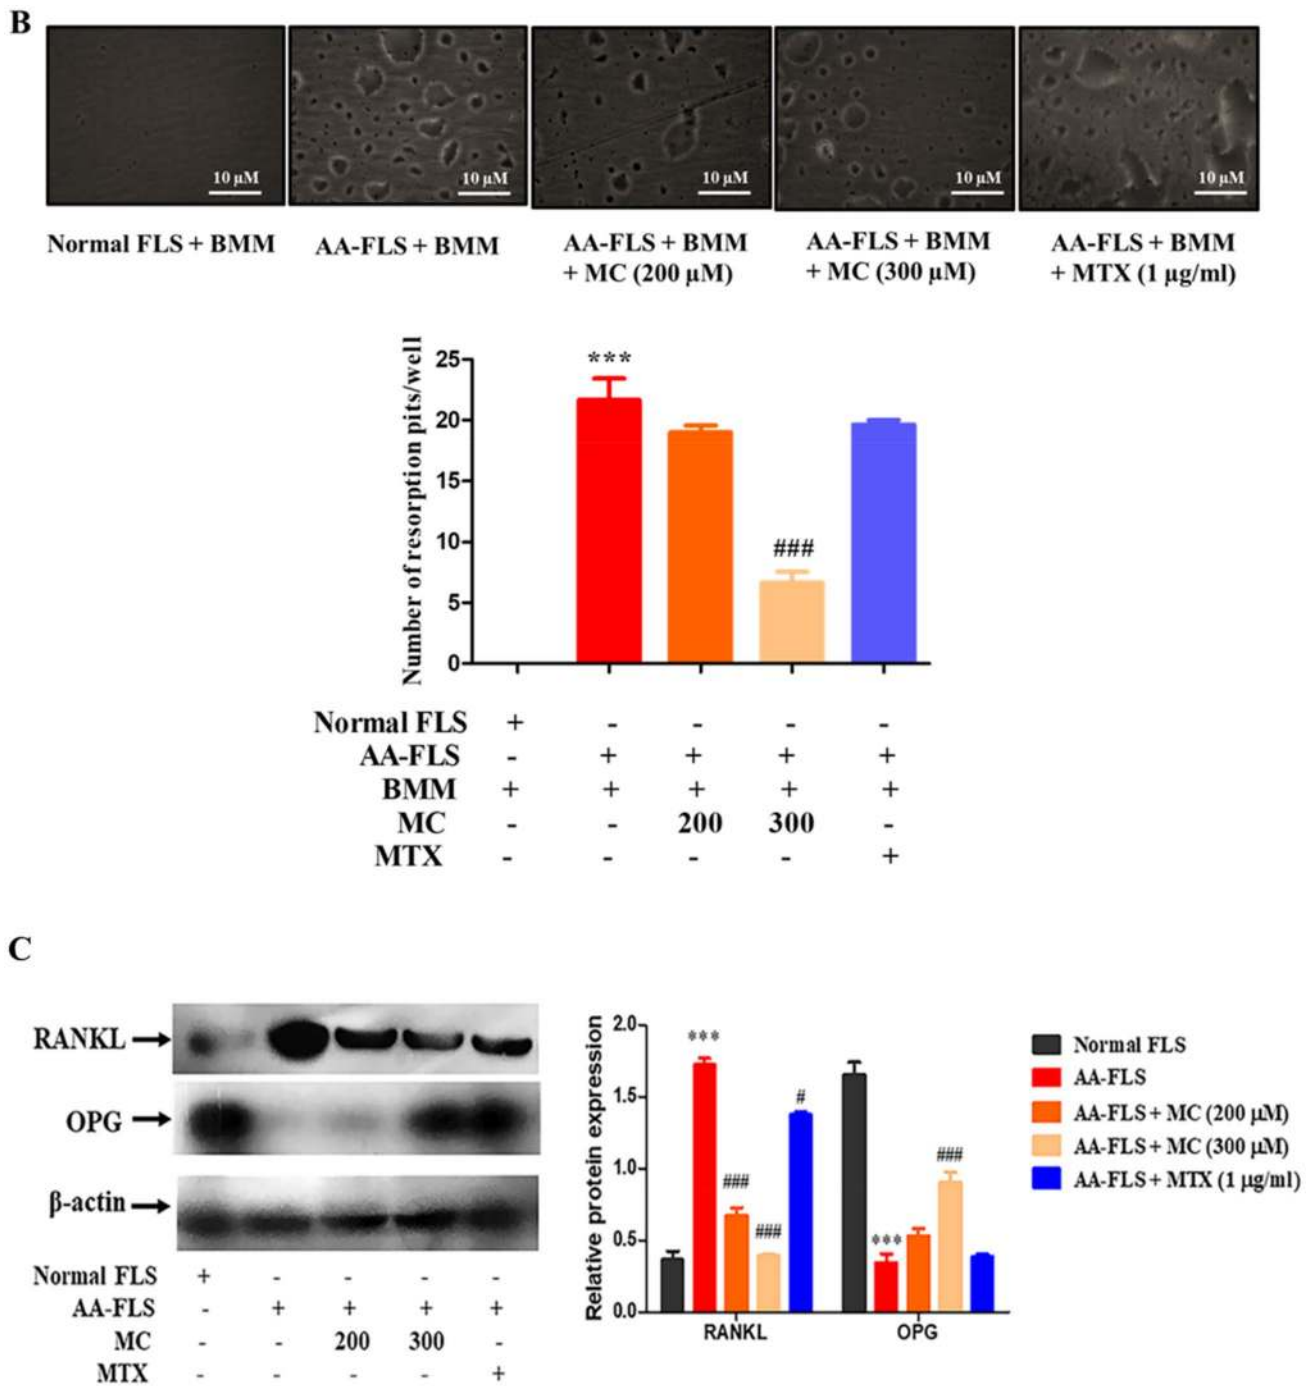 B
10 μM 10 μM 10 μM 10 μM 10 μM
Normal FLS + BMM AA-FLS + BMM AA-FLS + BMM AA-FLS + BMM AA-FLS + BMM
+ MC (200 μM) + MC (300 μM) + MTX (1 μg/ml)
Number of resorption pits/well
25
20
15
10
5
0
***
###
Normal FLS + - - - -
AA-FLS - + + + +
BMM + + + + +
MC - - 200 300 -
MTX - - - - +
C
RANKL
OPG
β-actin
Normal FLS + - - - -
AA-FLS - + + + +
MC - - 200 300 -
MTX - - - - +
Relative protein expression
2.0
1.5
1.0
0.5
0.0
***
###
###
#
***
###
RANKL OPG
Normal FLS
AA-FLS
AA-FLS + MC (200 μM)
AA-FLS + MC (300 μM)
AA-FLS + MTX (1 μg/ml)